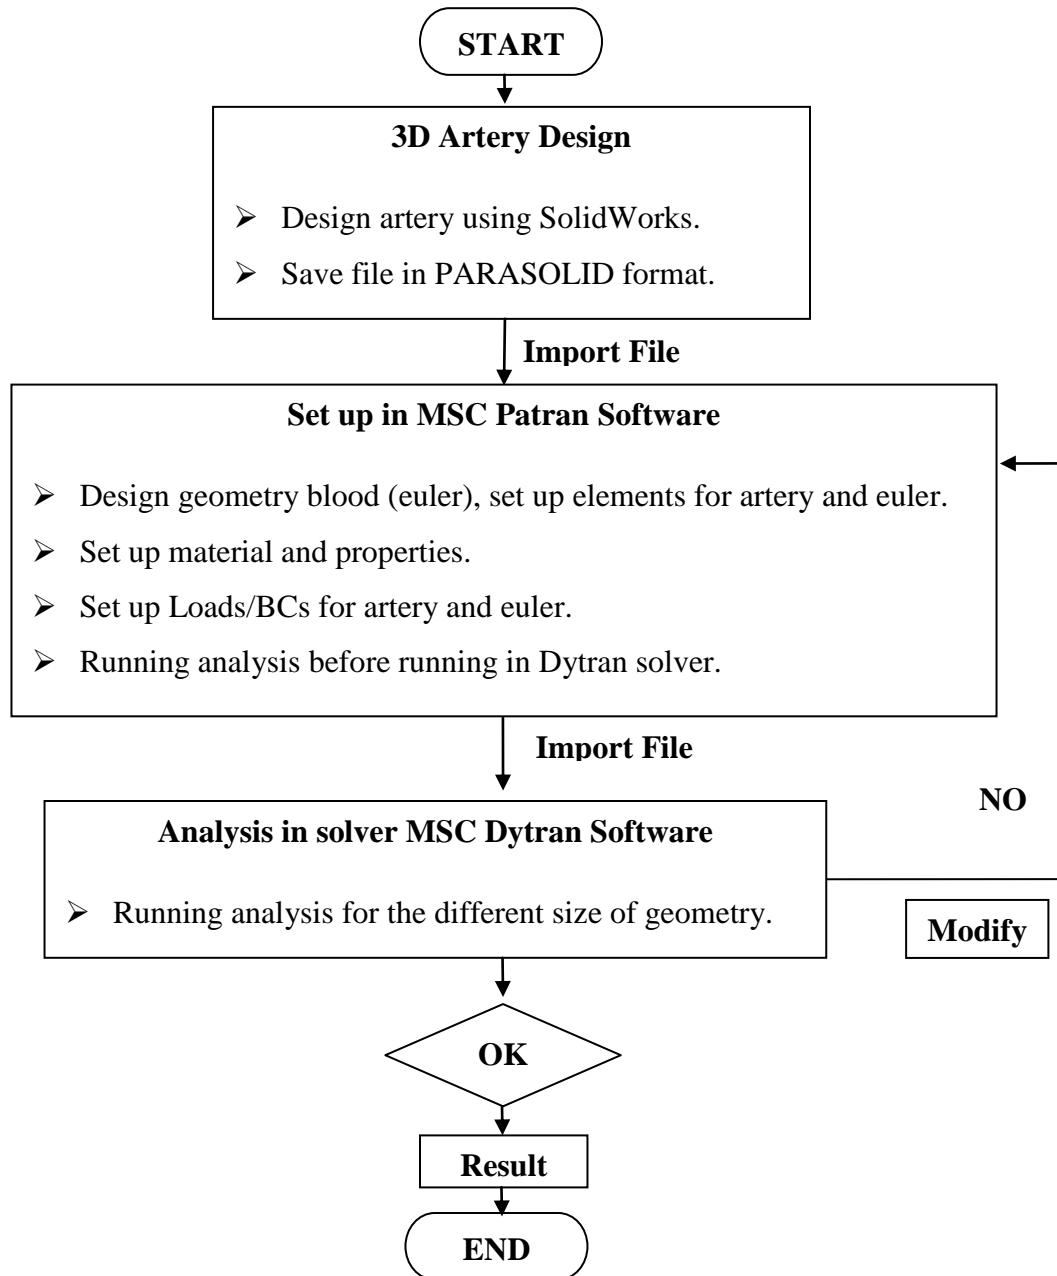 START
3D Artery Design
➢ Design artery using SolidWorks.
➢ Save file in PARASOLID format.
Import File
Set up in MSC Patran Software
➢ Design geometry blood (euler), set up elements for artery and euler.
➢ Set up material and properties.
➢ Set up Loads/BCs for artery and euler.
➢ Running analysis before running in Dytran solver.
Import File
NO
Analysis in solver MSC Dytran Software
➢ Running analysis for the different size of geometry.
Modify
OK
Result
END